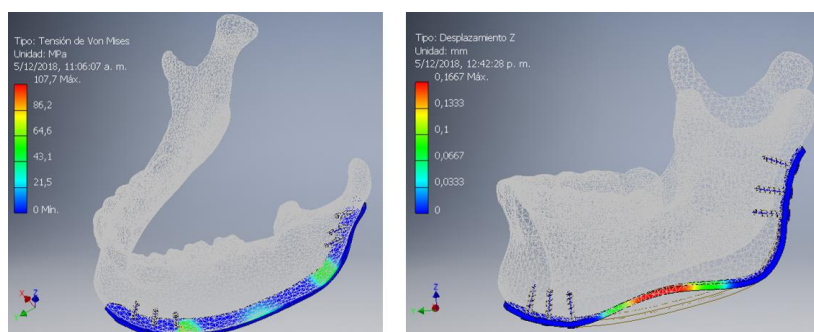 Tipo: Tensión de Von Mises
Unidad: MPa
5/12/2018, 11:06:07 a. m.
107,7 Máx.
86,2
64,6
43,1
21,5
0 Mín.
X
Z
Y
Tipo: Desplazamiento Z
Unidad: mm
5/12/2018, 12:42:28 p. m.
0,1667 Máx.
0,1333
0,1
0,0667
0,0333
0
Z
Y